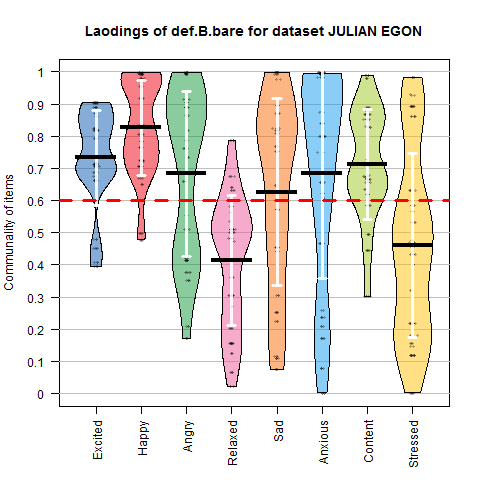 Laodings of def.B.bare for dataset JULIAN EGON
Communality of items
1
0.9
0.8
0.7
0.6
0.5
0.4
0.3
0.2
0.1
0
Excited
Happy
Angry
Relaxed
Sad
Anxious
Content
Stressed